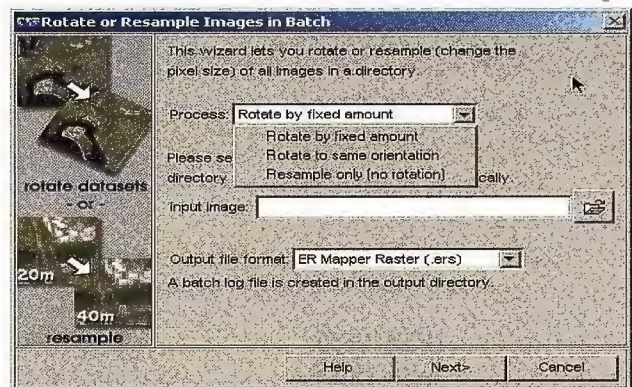 Rotate or Resample Images in Batch
This wizard lets you rotate or resample (change the
pixel size) of all images in a directory.
Process: Rotate by fixed amount
Rotate by fixed amount
Rotate to same orientation
Resample only (no rotation)
Please se
directory
cally.
Input image:
Output file format: ER Mapper Raster (.ers)
A batch log file is created in the output directory.
rotate datasets
- or -
20m
40m
resample
Help
Next>
Cancel